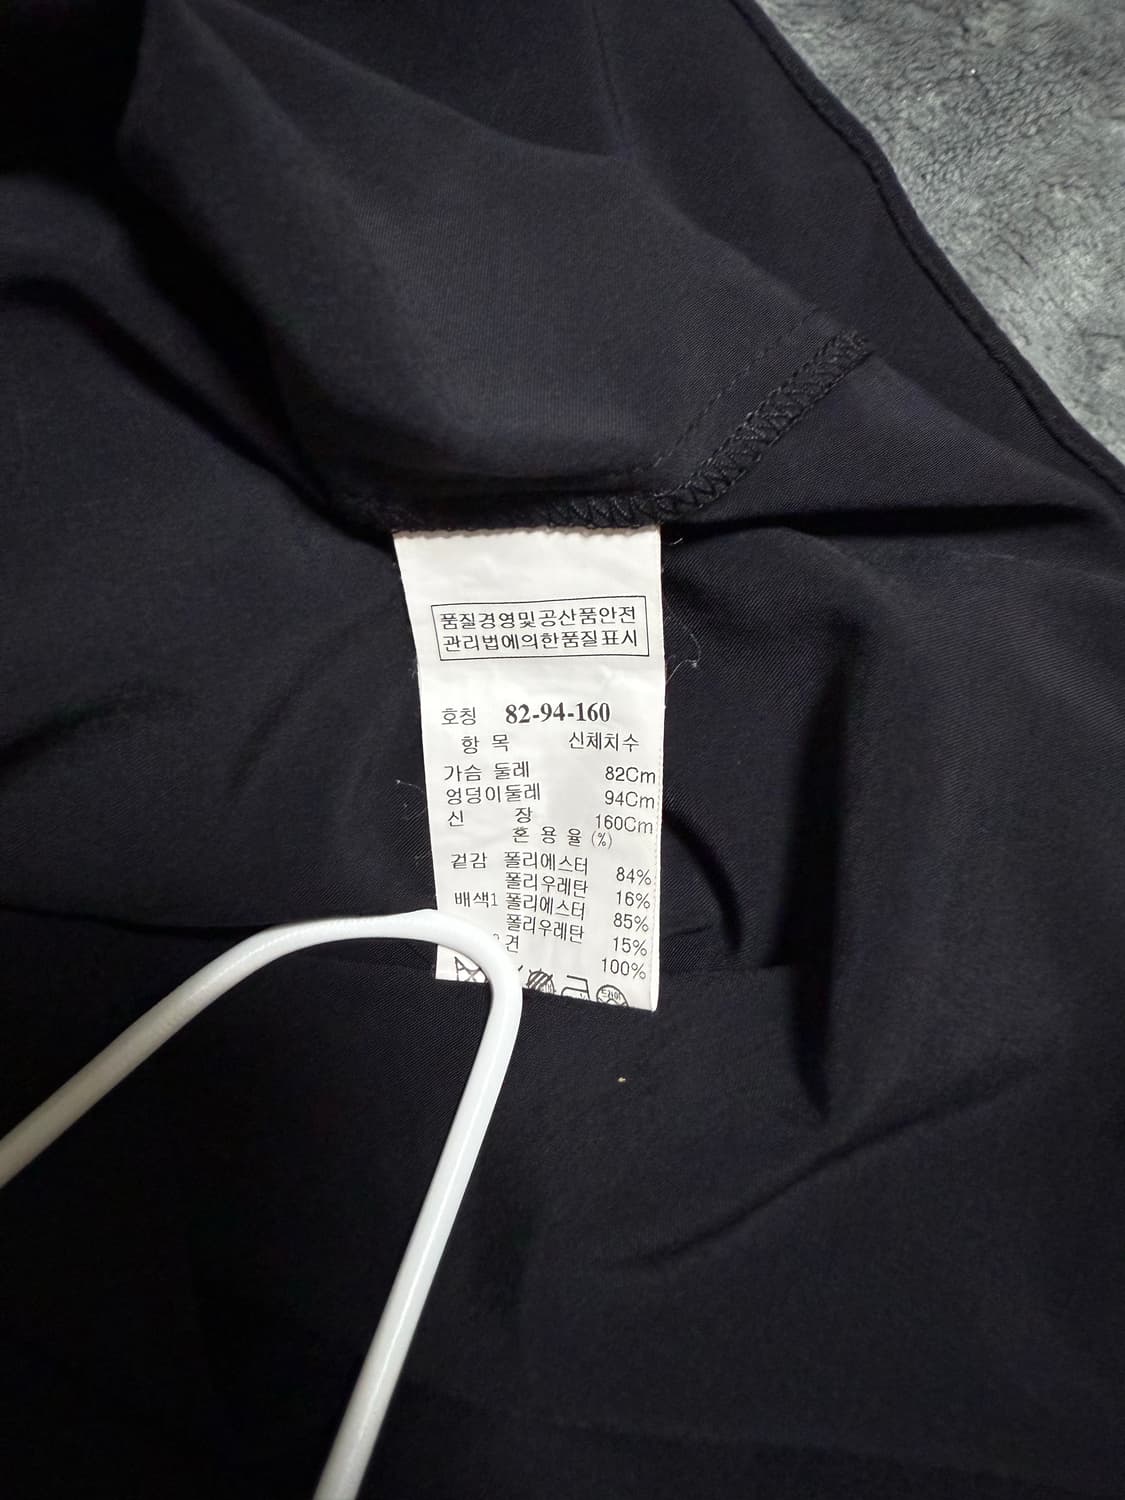 품질경영및공산품안전
관리법에의한품질표시
호칭 82-94-160
항 목 신체치수
가슴 둘레 82Cm
엉덩이둘레 94Cm
신 장 160Cm
혼 용 율 (%)
겉감 폴리에스터 84%
폴리우레탄 16%
배색1 폴리에스터 85%
폴리우레탄 15%
견 100%